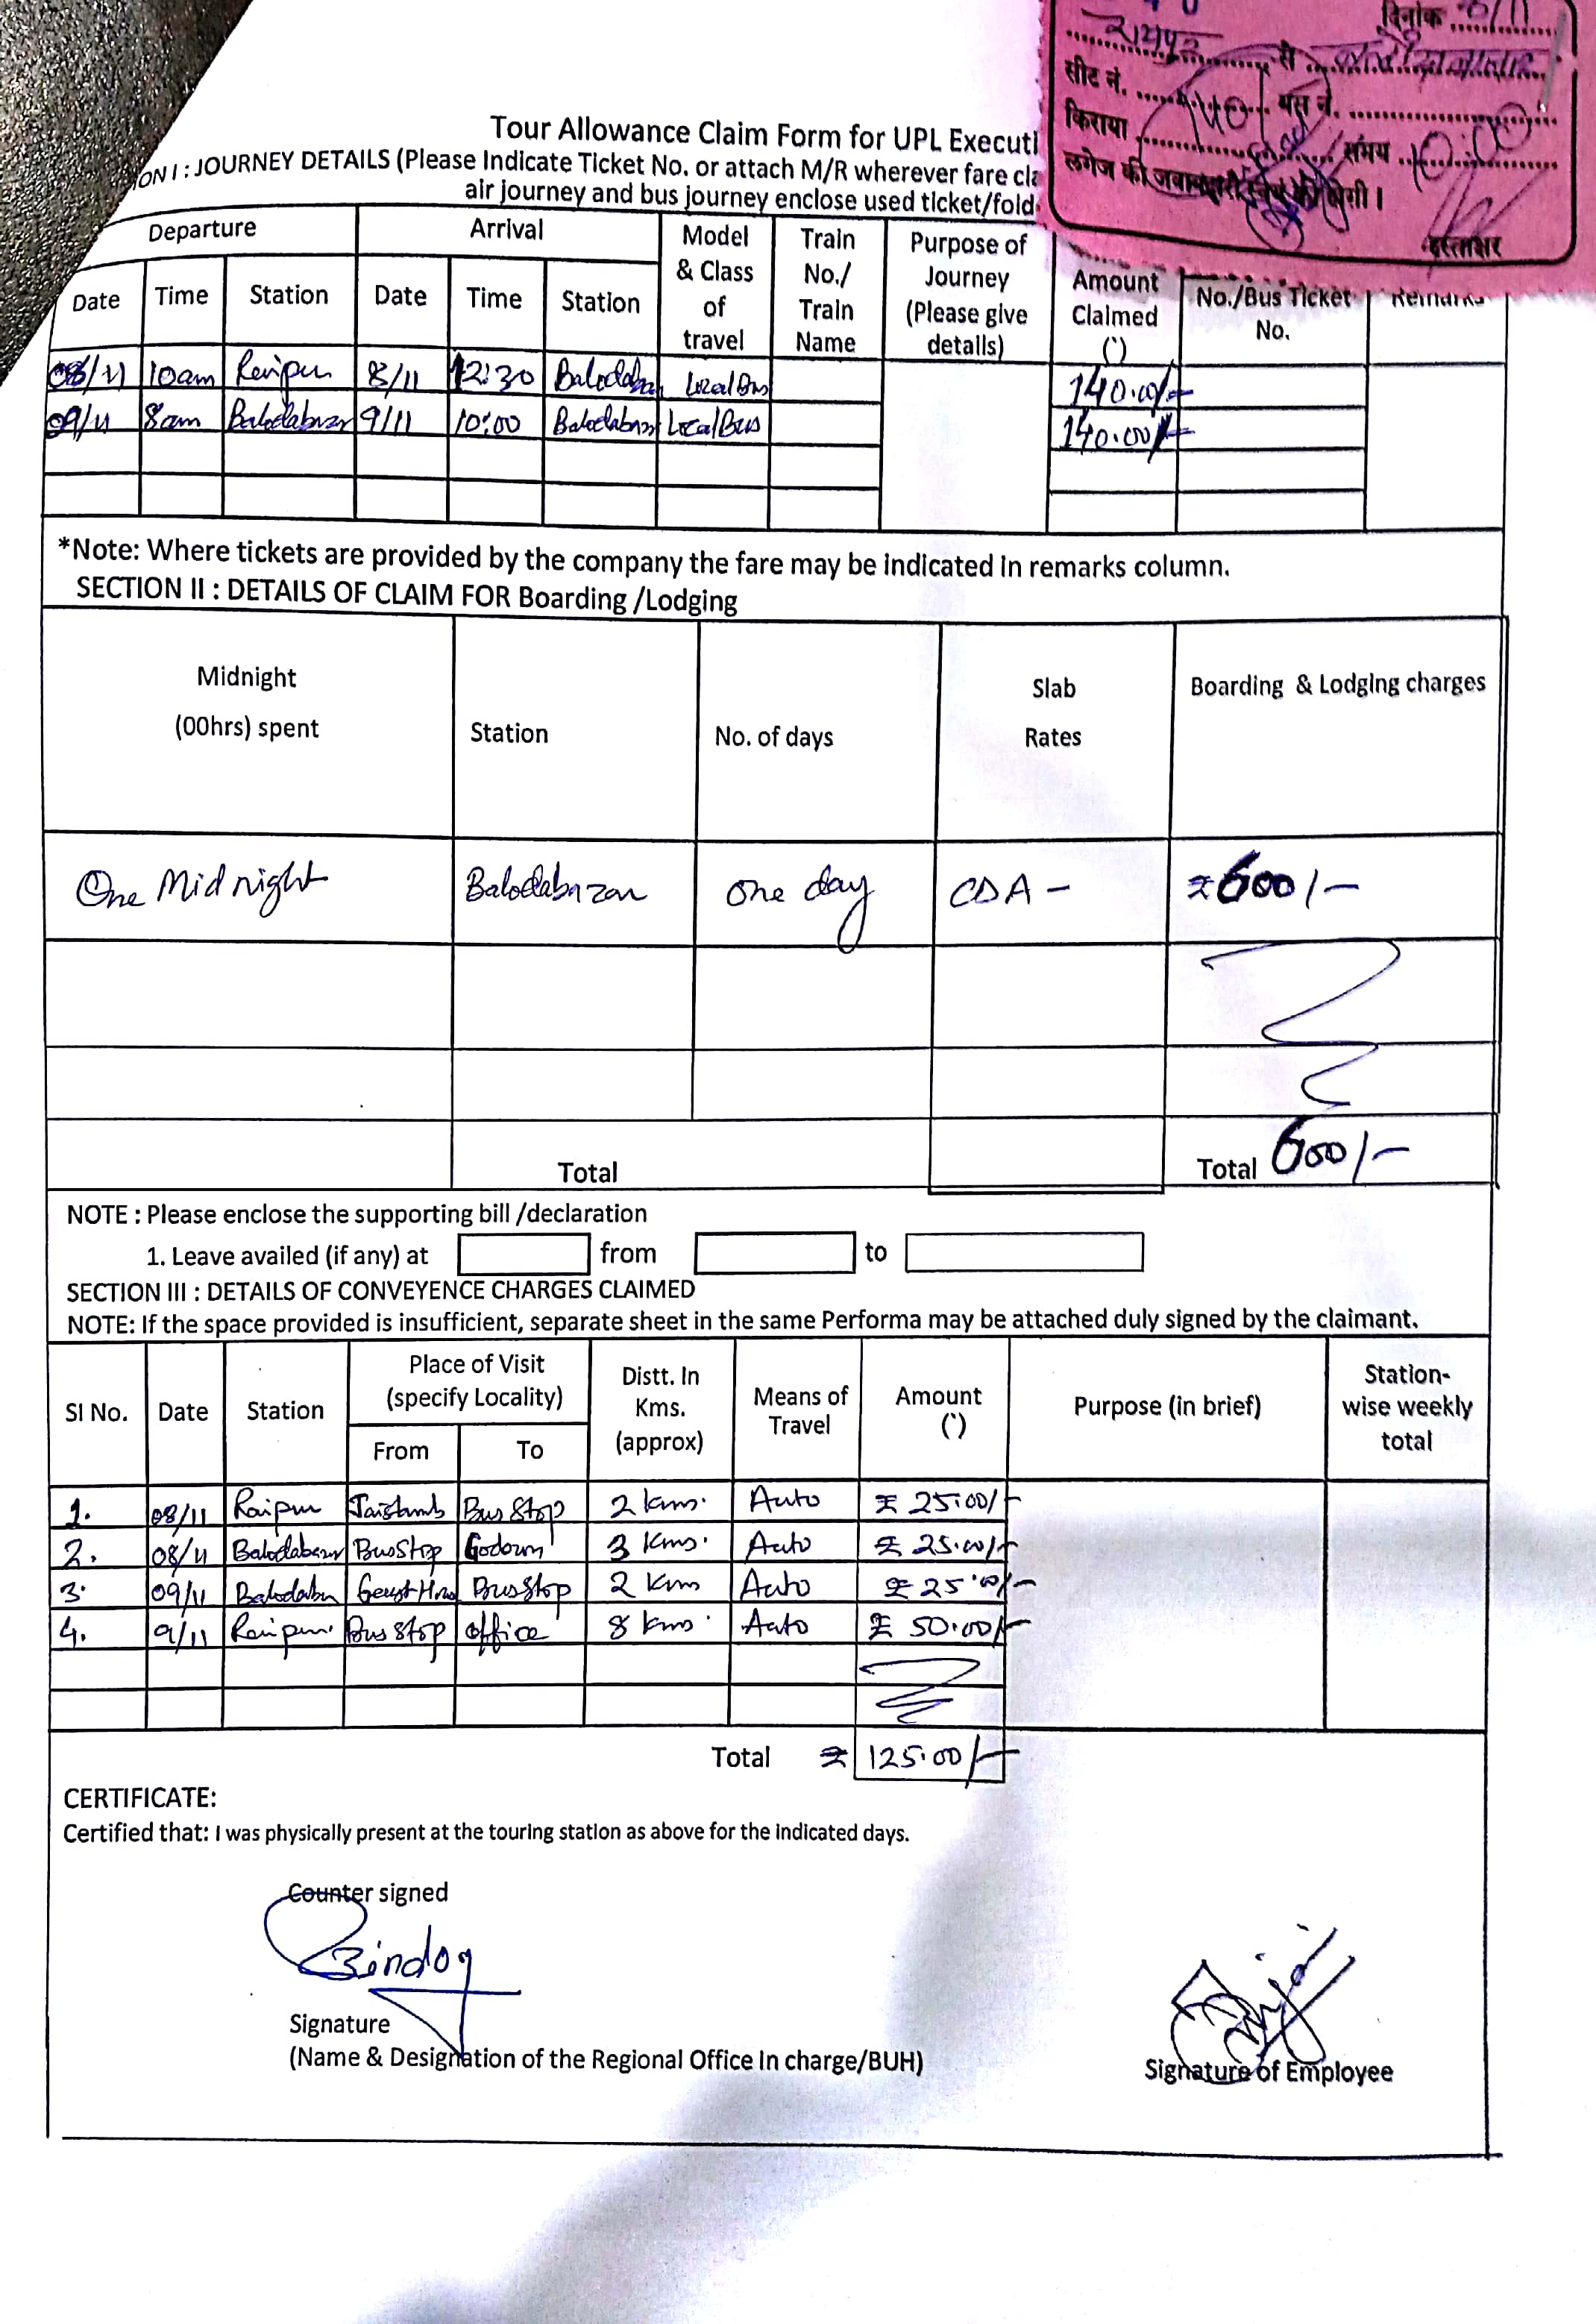 दिनांक 8/11
रायपुर से
सीट नं. बस नं.
किराया 140/ समय 10:00
लगेज की जवाबदारी स्वयं की होगी।
हस्ताक्षर
Tour Allowance Claim Form for UPL Executi
ON I : JOURNEY DETAILS (Please Indicate Ticket No. or attach M/R wherever fare cla
air journey and bus journey enclose used ticket/fold
Departure Arrival Model & Class of travel Train No./ Train Name Purpose of Journey (Please give details) Amount Claimed (`) No./Bus Ticket No. Remarks
Date Time Station Date Time Station
08/11 10am Raipur 8/11 12:30 Balodabazar Local Bus 140.00/-
09/11 8am Balodabazar 9/11 10:00 Balodabazar Local Bus 140.00/-
*Note: Where tickets are provided by the company the fare may be indicated in remarks column.
SECTION II : DETAILS OF CLAIM FOR Boarding /Lodging
Midnight (00hrs) spent Station No. of days Slab Rates Boarding & Lodging charges
One Midnight Balodabazar One day CDA - ₹600/-
Total Total 600/-
NOTE : Please enclose the supporting bill /declaration
1. Leave availed (if any) at from to
SECTION III : DETAILS OF CONVEYENCE CHARGES CLAIMED
NOTE: If the space provided is insufficient, separate sheet in the same Performa may be attached duly signed by the claimant.
SI No. Date Station Place of Visit (specify Locality) Distt. In Kms. (approx) Means of Travel Amount (`) Purpose (in brief) Station-wise weekly total
From To
1. 08/11 Raipur Jaistamb Bus Stop 2 kms. Auto ₹ 25.00/-
2. 08/11 Balodabazar Bus Stop Godown 3 Kms. Auto ₹ 25.00/-
3. 09/11 Balodabazar Bus Stop 2 Km Auto ₹ 25.00/-
4. 9/11 Raipur Bus Stop office 8 Kms. Auto ₹ 50.00/-
Total ₹ 125.00/-
CERTIFICATE:
Certified that: I was physically present at the touring station as above for the indicated days.
Counter signed
Signature
(Name & Designation of the Regional Office In charge/BUH)
Signature of Employee